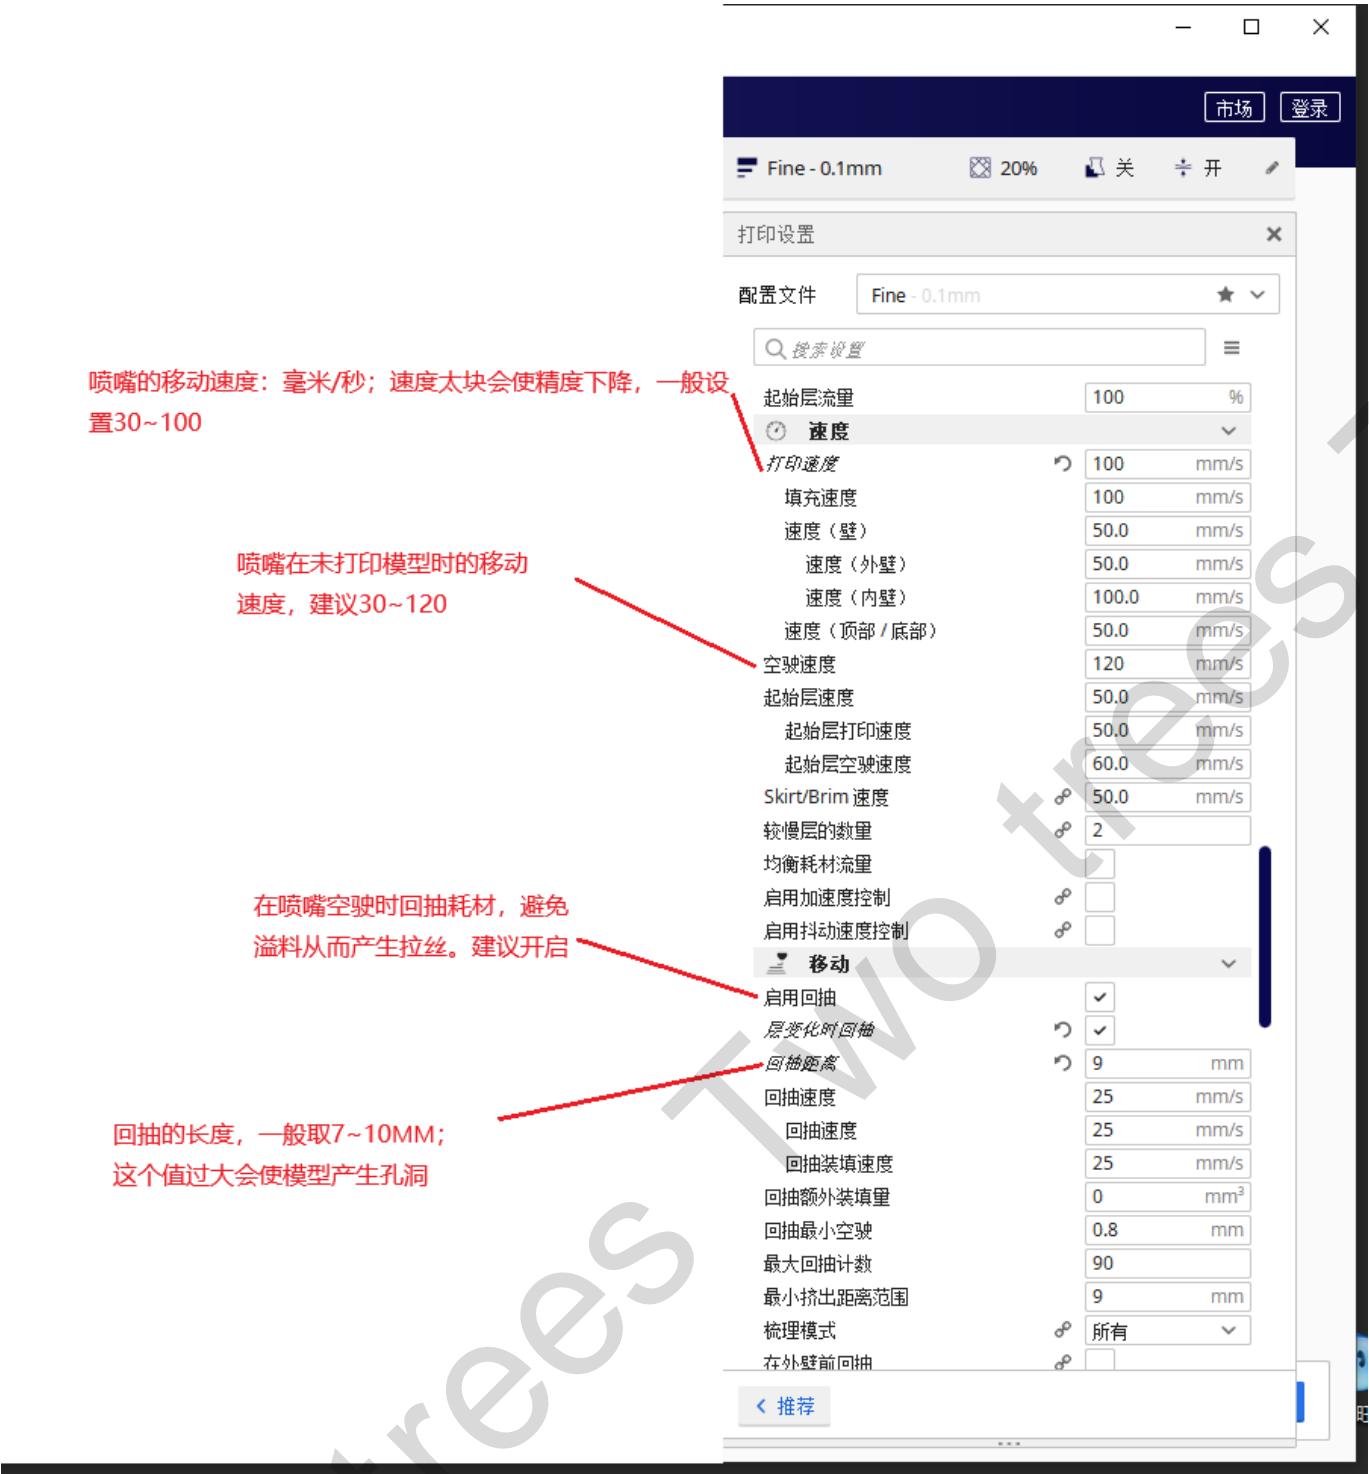 市场 登录
Fine - 0.1mm 20% 关 开
打印设置
配置文件 Fine - 0.1mm
搜索设置
喷嘴的移动速度：毫米/秒；速度太块会使精度下降，一般设
置30~100
起始层流量 100 %
速度
打印速度 100 mm/s
填充速度 100 mm/s
速度（壁） 50.0 mm/s
喷嘴在未打印模型时的移动
速度，建议30~120
速度（外壁） 50.0 mm/s
速度（内壁） 100.0 mm/s
速度（顶部 / 底部） 50.0 mm/s
空驶速度 120 mm/s
起始层速度 50.0 mm/s
起始层打印速度 50.0 mm/s
起始层空驶速度 60.0 mm/s
Skirt/Brim 速度 50.0 mm/s
较慢层的数量 2
均衡耗材流量
启用加速度控制
启用抖动速度控制
在喷嘴空驶时回抽耗材，避免
溢料从而产生拉丝。建议开启
移动
启用回抽
层变化时回抽
回抽距离 9 mm
回抽速度 25 mm/s
回抽速度 25 mm/s
回抽装填速度 25 mm/s
回抽的长度，一般取7~10MM；
这个值过大会使模型产生孔洞
回抽额外装填量 0 mm³
回抽最小空驶 0.8 mm
最大回抽计数 90
最小挤出距离范围 9 mm
梳理模式 所有
在外壁前回抽
推荐
Two trees
trees